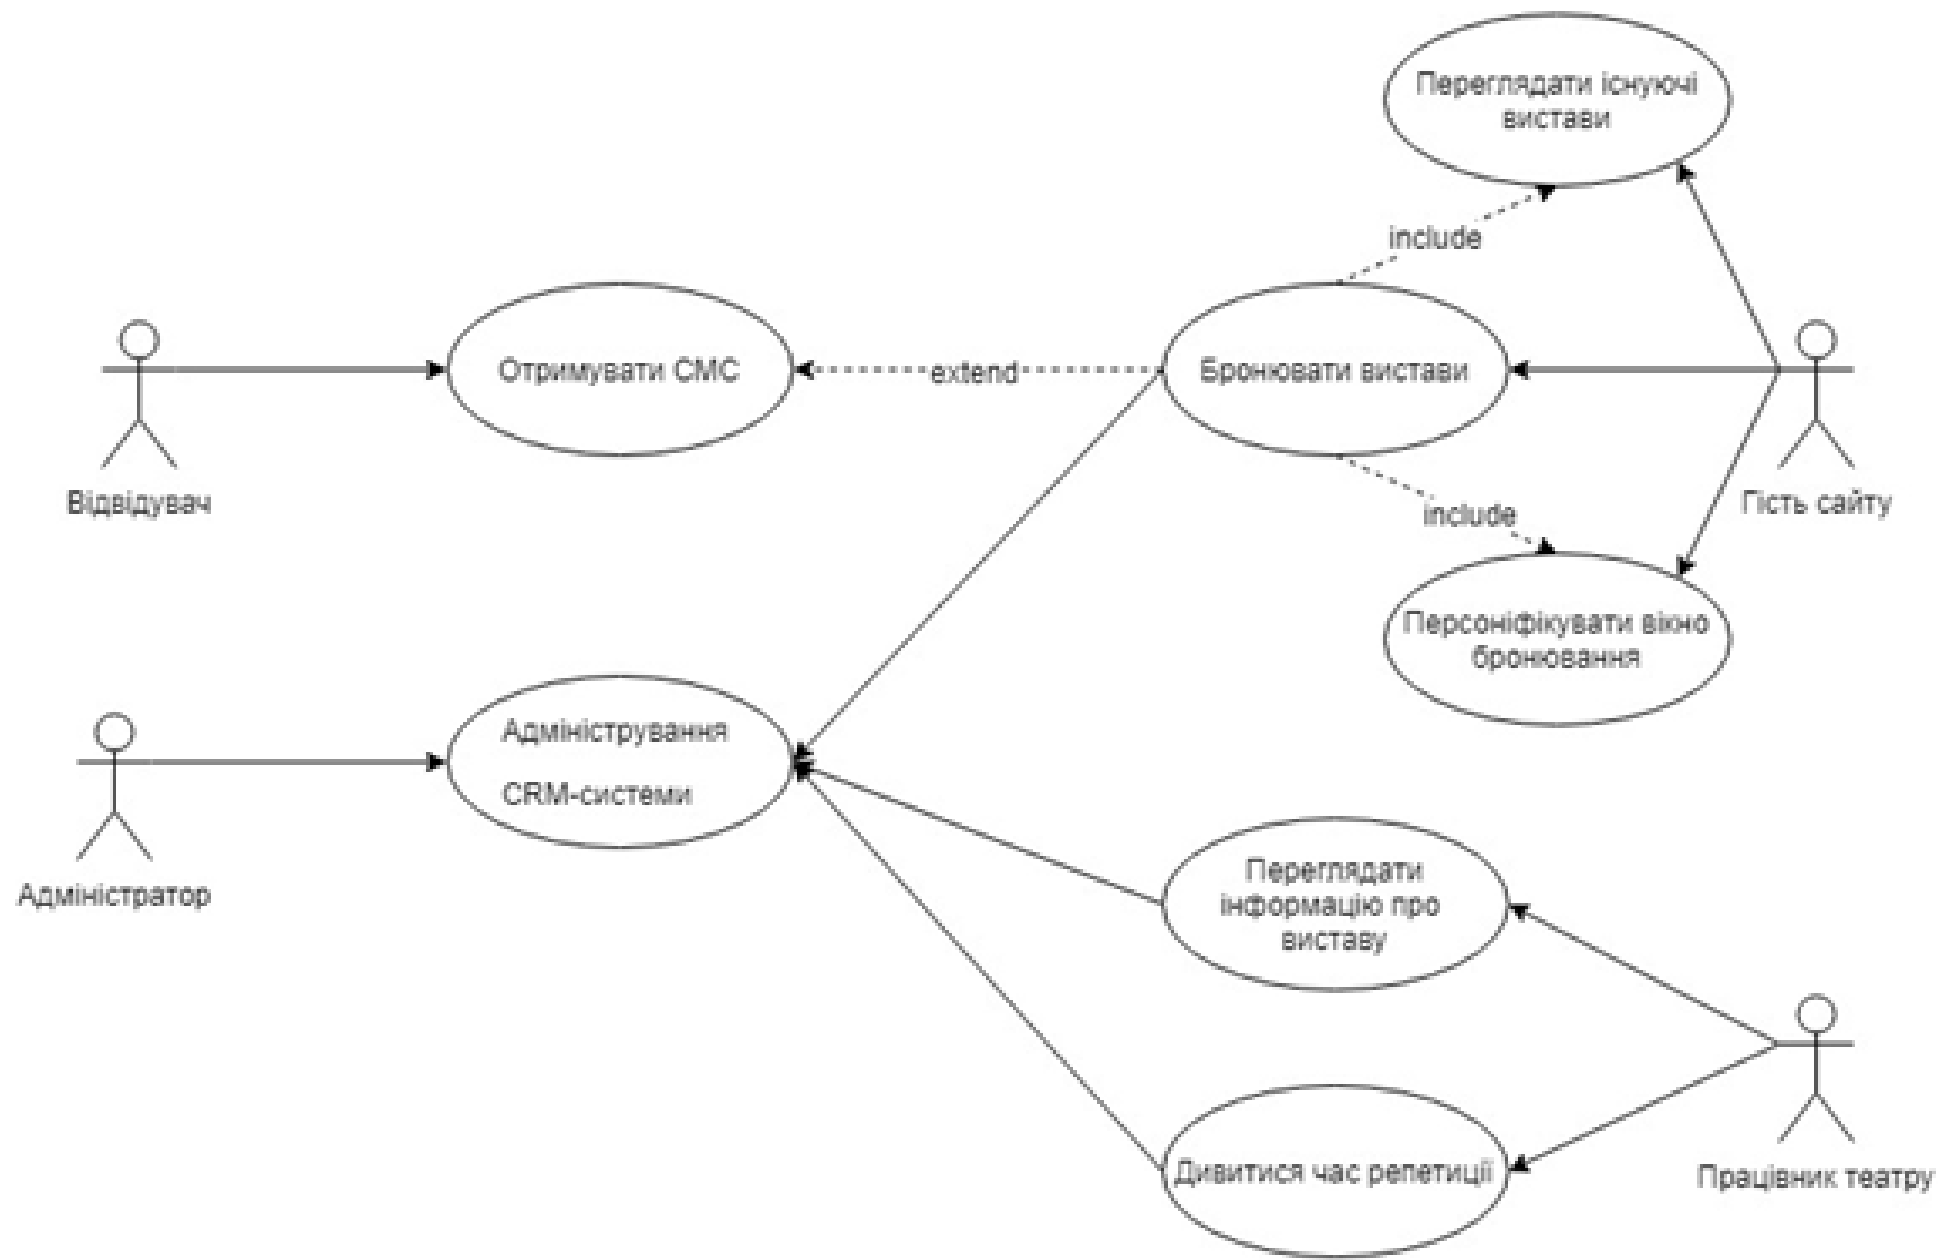 Переглядати існуючі
вистави
include
Отримувати СМС
extend
Бронювати вистави
Відвідувач
include
Гість сайту
Персоніфікувати вікно
бронювання
Адміністрування
CRM-системи
Адміністратор
Переглядати
інформацію про
виставу
Дивитися час репетиції
Працівник театру